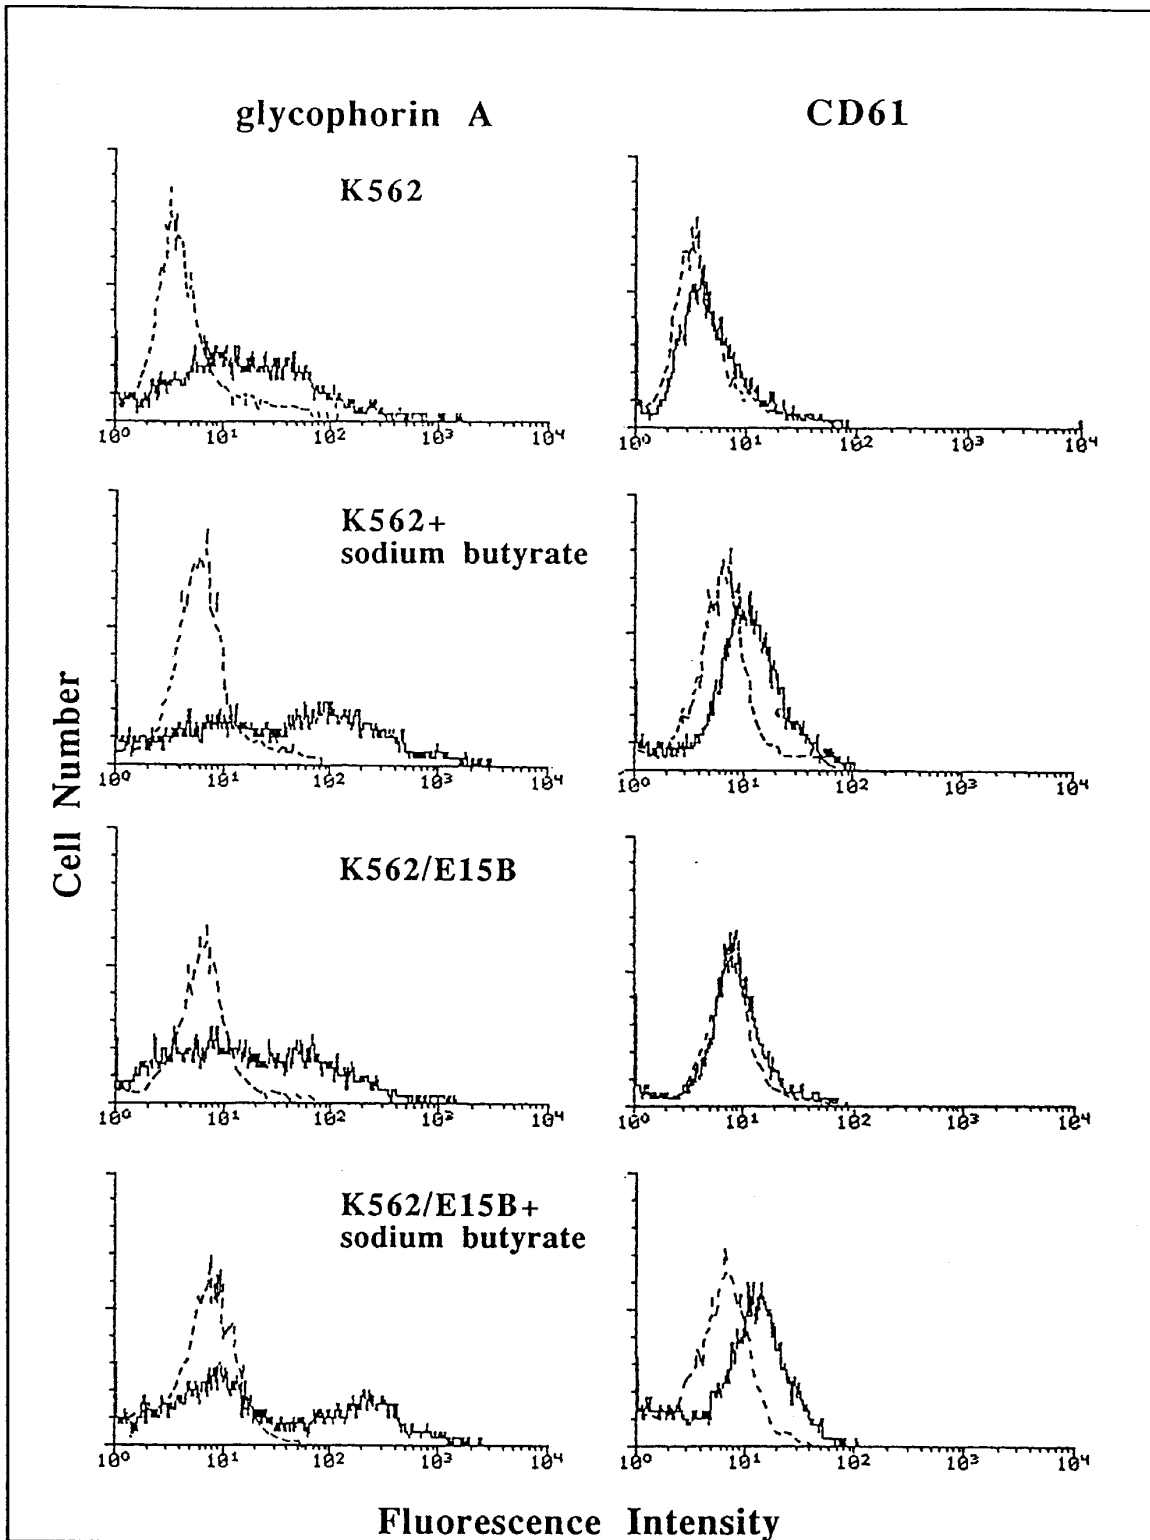 glycophorin A CD61
K562
10⁰ 10¹ 10² 10³ 10⁴ 10⁰ 10¹ 10² 10³ 10⁴
K562+
sodium butyrate
10⁰ 10¹ 10² 10³ 10⁴ 10⁰ 10¹ 10² 10³ 10⁴
Cell Number
K562/E15B
10⁰ 10¹ 10² 10³ 10⁴ 10⁰ 10¹ 10² 10³ 10⁴
K562/E15B+
sodium butyrate
10⁰ 10¹ 10² 10³ 10⁴ 10⁰ 10¹ 10² 10³ 10⁴
Fluorescence Intensity